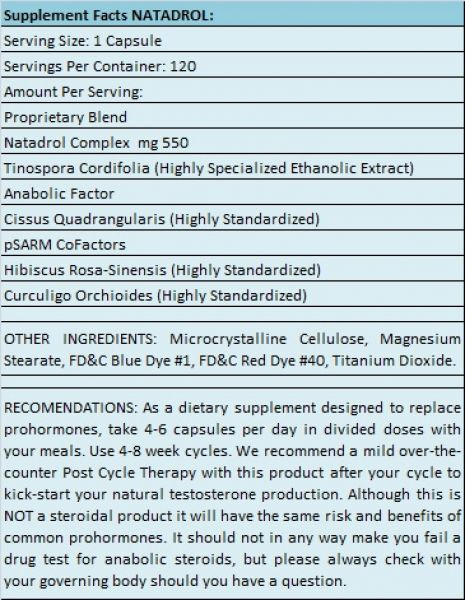 Supplement Facts NATADROL:
Serving Size: 1 Capsule
Servings Per Container: 120
Amount Per Serving:
Proprietary Blend
Natadrol Complex  mg 550
Tinospora Cordifolia (Highly Specialized Ethanolic Extract)
Anabolic Factor
Cissus Quadrangularis (Highly Standardized)
pSARM CoFactors
Hibiscus Rosa-Sinensis (Highly Standardized)
Curculigo Orchioides (Highly Standardized)
OTHER INGREDIENTS: Microcrystalline Cellulose, Magnesium
Stearate, FD&C Blue Dye #1, FD&C Red Dye #40, Titanium Dioxide.
RECOMENDATIONS: As a dietary supplement designed to replace
prohormones, take 4-6 capsules per day in divided doses with
your meals. Use 4-8 week cycles. We recommend a mild over-the-
counter Post Cycle Therapy with this product after your cycle to
kick-start your natural testosterone production. Although this is
NOT a steroidal product it will have the same risk and benefits of
common prohormones. It should not in any way make you fail a
drug test for anabolic steroids, but please always check with
your governing body should you have a question.